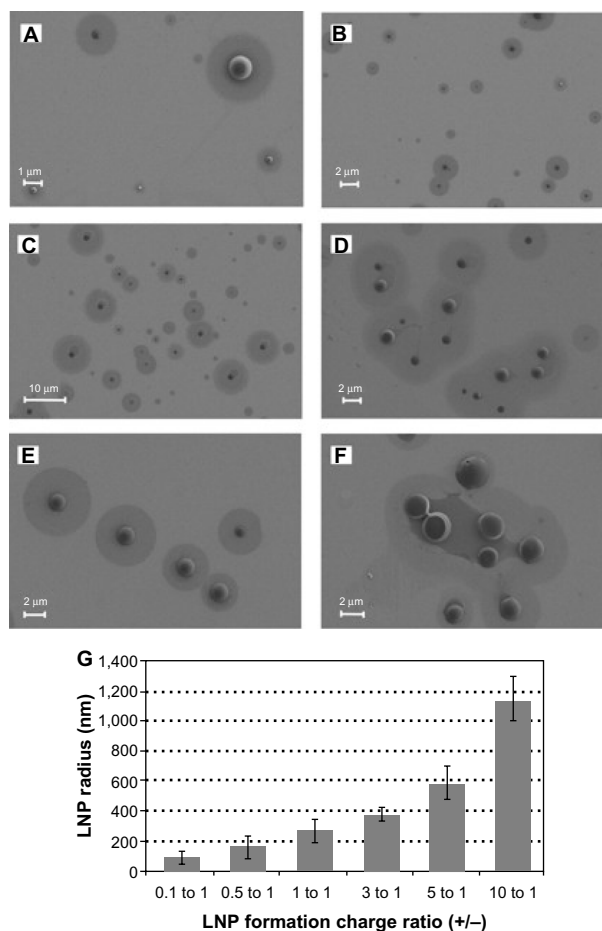 A
1 µm
B
2 µm
C
10 µm
D
2 µm
E
2 µm
F
2 µm
G
1,400
1,200
1,000
800
600
400
200
0
LNP radius (nm)
0.1 to 1 0.5 to 1 1 to 1 3 to 1 5 to 1 10 to 1
LNP formation charge ratio (+/–)